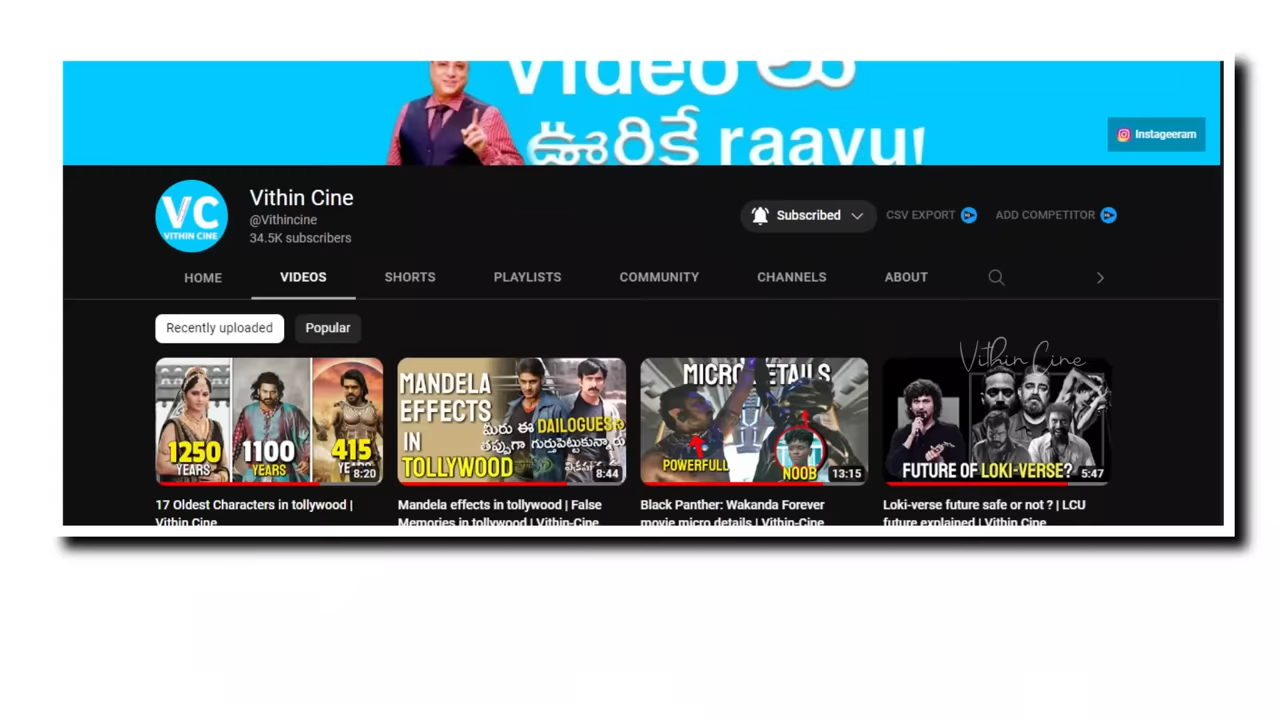 Video లు
ఊరికే raavu!
Instageeram
VC
VITHIN CINE
Vithin Cine
@Vithincine
34.5K subscribers
Subscribed
CSV EXPORT
ADD COMPETITOR
HOME
VIDEOS
SHORTS
PLAYLISTS
COMMUNITY
CHANNELS
ABOUT
Recently uploaded
Popular
1250
YEARS
1100
YEARS
415
8:20
MANDELA
EFFECTS
IN
TOLLYWOOD
మీరు ఈ DAILOGUES
తప్పుగా గుర్తుపెట్టుకున్నారు
8:44
MICRO DETAILS
POWERFULL
NOOB
13:15
Vithin Cine
FUTURE OF LOKI-VERSE?
5:47
17 Oldest Characters in tollywood |
Vithin Cine
Mandela effects in tollywood | False
Memories in tollywood | Vithin-Cine
Black Panther: Wakanda Forever
movie micro details | Vithin-Cine
Loki-verse future safe or not ? | LCU
future explained | Vithin Cine